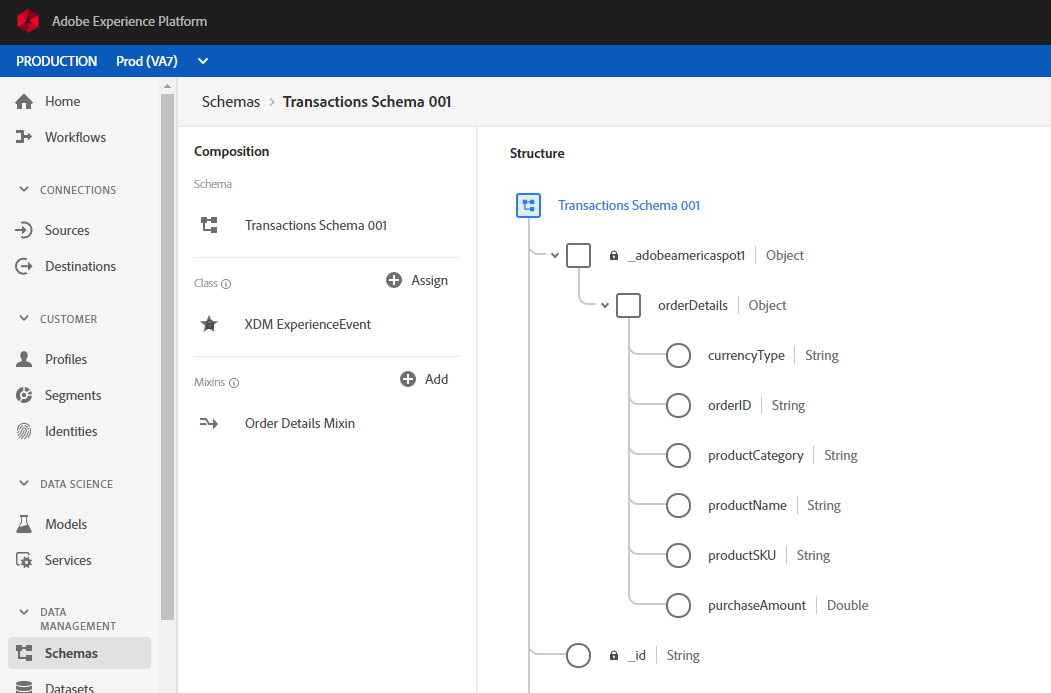 Adobe Experience Platform
PRODUCTION Prod (VA7)
Home
Workflows
CONNECTIONS
Sources
Destinations
CUSTOMER
Profiles
Segments
Identities
DATA SCIENCE
Models
Services
DATA
MANAGEMENT
Schemas
Datasets
Schemas > Transactions Schema 001
Composition
Schema
Transactions Schema 001
Class Assign
XDM ExperienceEvent
Mixins Add
Order Details Mixin
Structure
Transactions Schema 001
_adobeamericaspot1 Object
orderDetails Object
currencyType String
orderID String
productCategory String
productName String
productSKU String
purchaseAmount Double
_id String